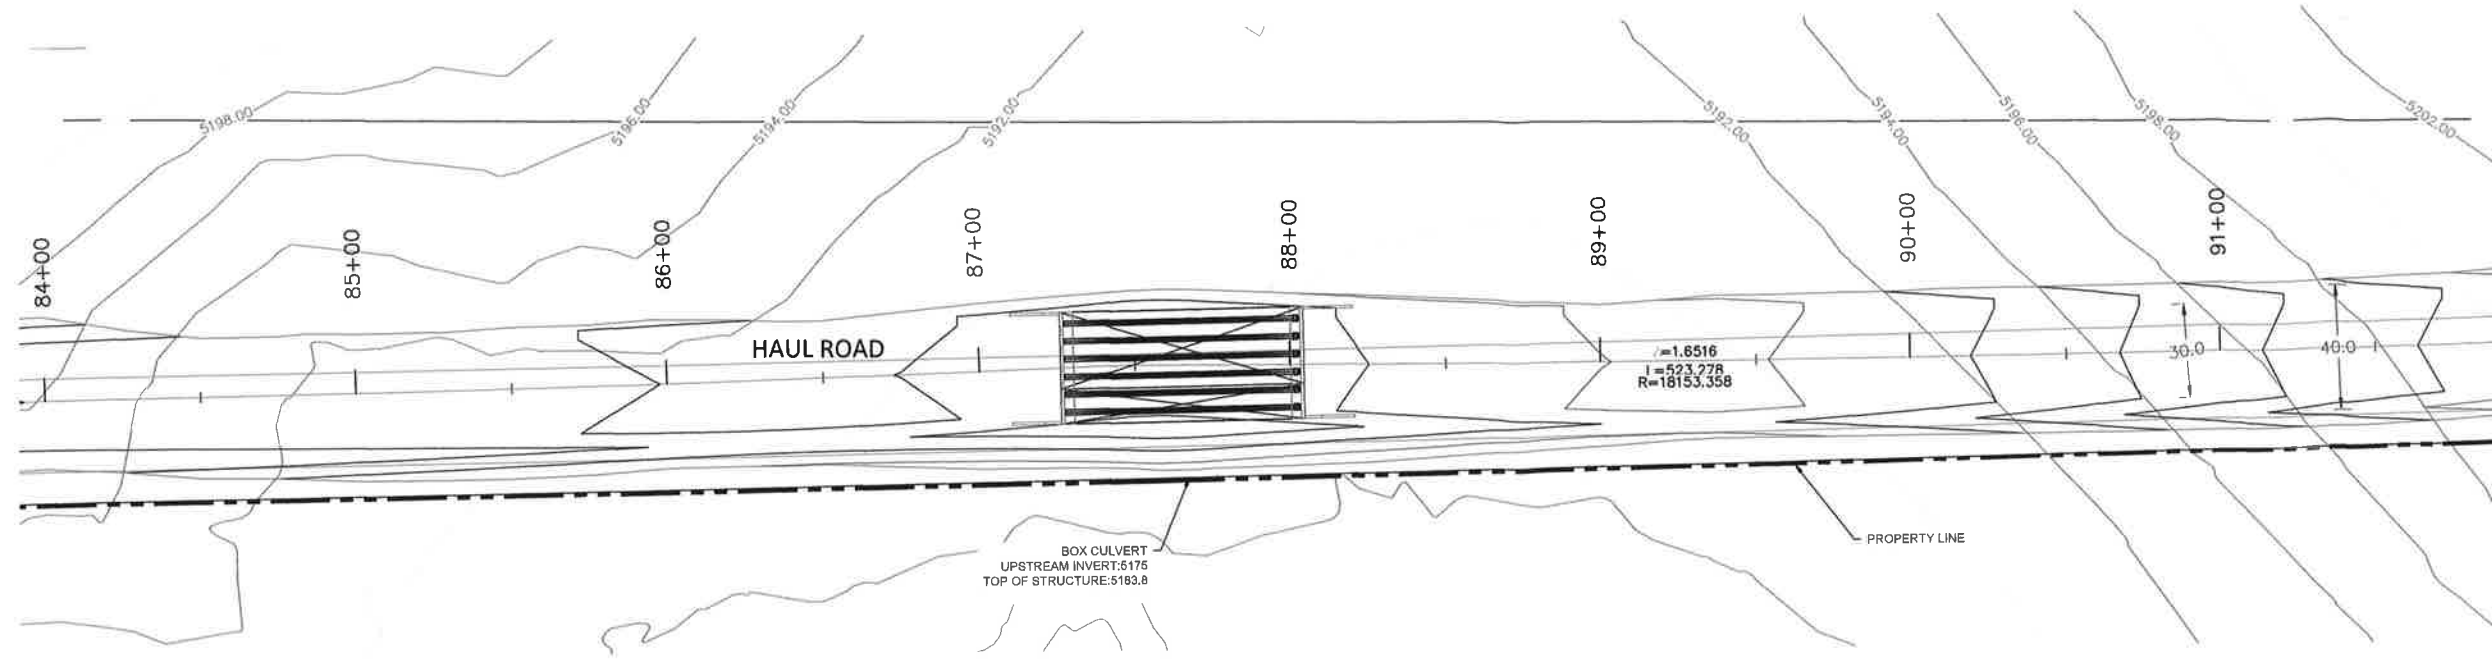 5198.00
5196.00
5194.00
5192.00
5192.00
5194.00
5196.00
5198.00
5202.00
84+00
85+00
86+00
87+00
88+00
89+00
90+00
91+00
HAUL ROAD
=1.6516
l=523.278
R=18153.358
30.0
40.0
BOX CULVERT
UPSTREAM INVERT:5175
TOP OF STRUCTURE:5183.8
PROPERTY LINE